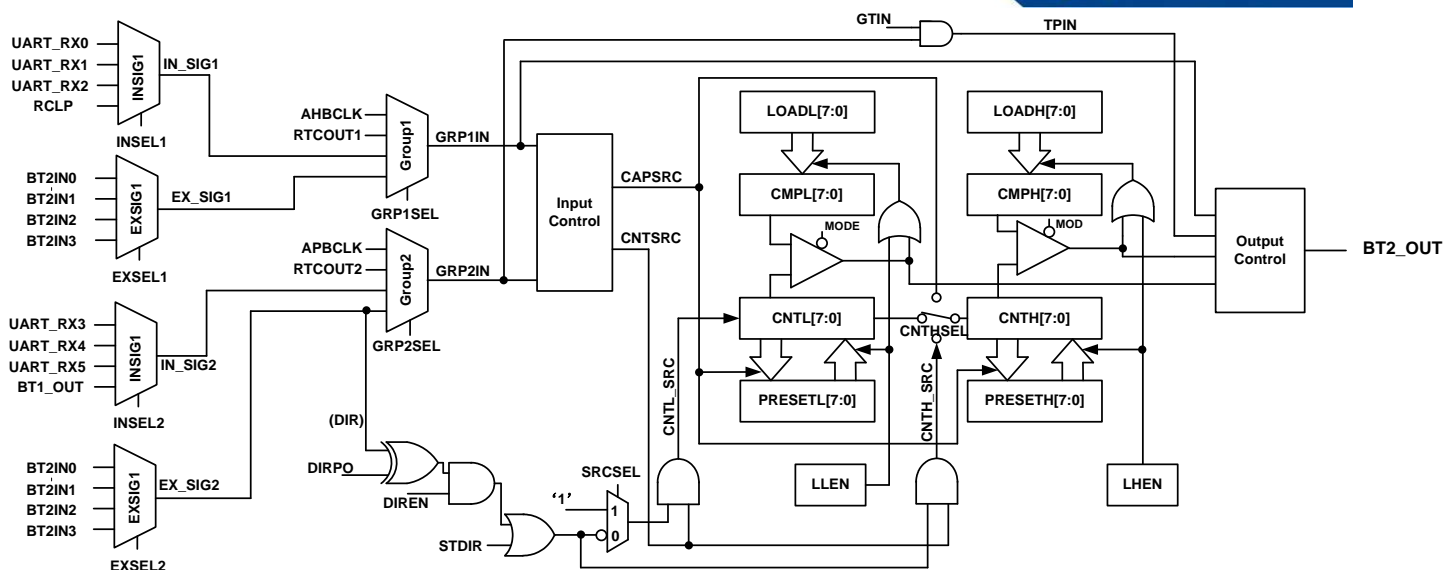 GTIN
TPIN
UART_RX0
UART_RX1
UART_RX2
RCLP
INSIG1
IN_SIG1
INSEL1
AHBCLK
RTCOUT1
Group1
GRP1IN
GRP1SEL
BT2IN0
BT2IN1
BT2IN2
BT2IN3
EXSIG1
EX_SIG1
EXSEL1
APBCLK
RTCOUT2
Group2
GRP2IN
GRP2SEL
Input
Control
CAPSRC
CNTSRC
LOADL[7:0]
LOADH[7:0]
CMPL[7:0]
CMPH[7:0]
MODE
MOD
CNTL[7:0]
CNTHSEL
CNTH[7:0]
PRESETL[7:0]
PRESETH[7:0]
Output
Control
BT2_OUT
UART_RX3
UART_RX4
UART_RX5
BT1_OUT
INSIG1
IN_SIG2
INSEL2
CNTL_SRC
CNTH_SRC
(DIR)
DIRPO
DIREN
STDIR
SRCSEL
‘1’
1
0
LLEN
LHEN
BT2IN0
BT2IN1
BT2IN2
BT2IN3
EXSIG1
EX_SIG2
EXSEL2